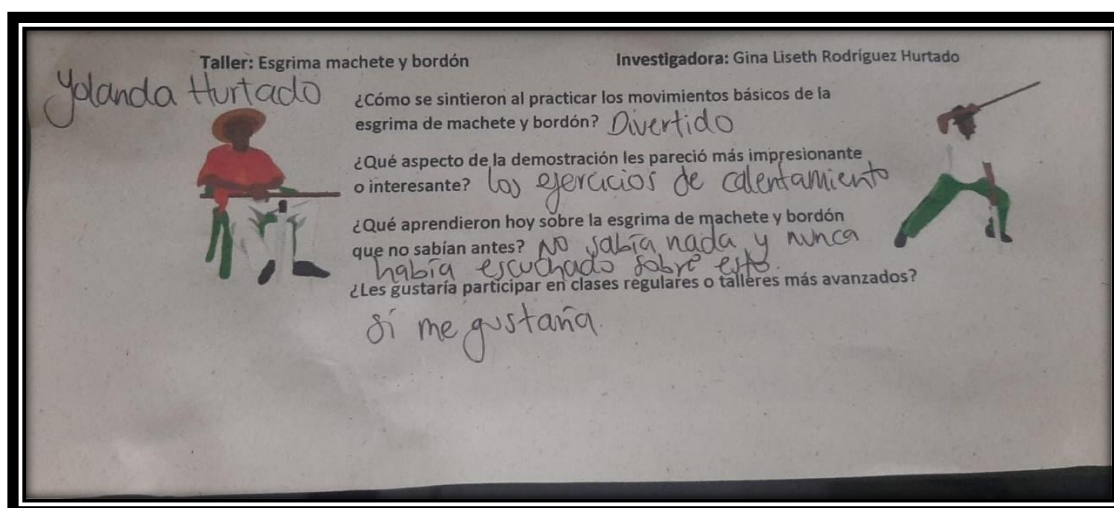 Taller: Esgrima machete y bordón Investigadora: Gina Liseth Rodríguez Hurtado
Yolanda Hurtado
¿Cómo se sintieron al practicar los movimientos básicos de la
esgrima de machete y bordón? Divertido
¿Qué aspecto de la demostración les pareció más impresionante
o interesante? los ejercicios de calentamiento
¿Qué aprendieron hoy sobre la esgrima de machete y bordón
que no sabían antes? No sabía nada y nunca
había escuchado sobre esto.
¿Les gustaría participar en clases regulares o talleres más avanzados?
sí me gustaría.